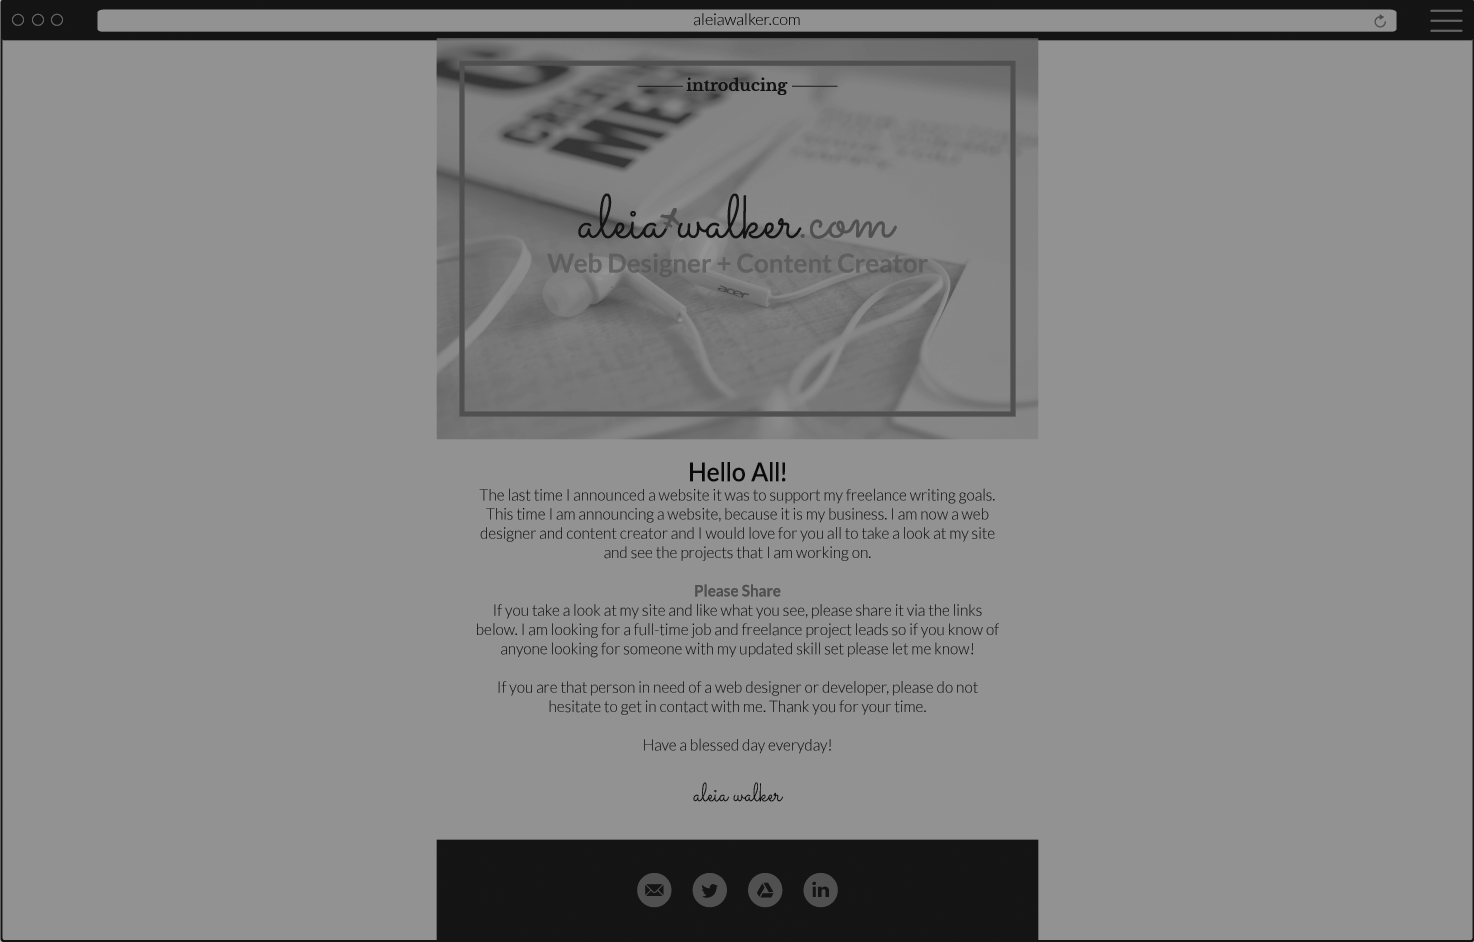 aleiawalker.com
introducing
ME
aleia walker.com
Web Designer + Content Creator
acer
Hello All!
The last time I announced a website it was to support my freelance writing goals.
This time I am announcing a website, because it is my business. I am now a web
designer and content creator and I would love for you all to take a look at my site
and see the projects that I am working on.
Please Share
If you take a look at my site and like what you see, please share it via the links
below. I am looking for a full-time job and freelance project leads so if you know of
anyone looking for someone with my updated skill set please let me know!
If you are that person in need of a web designer or developer, please do not
hesitate to get in contact with me. Thank you for your time.
Have a blessed day everyday!
aleia walker
in